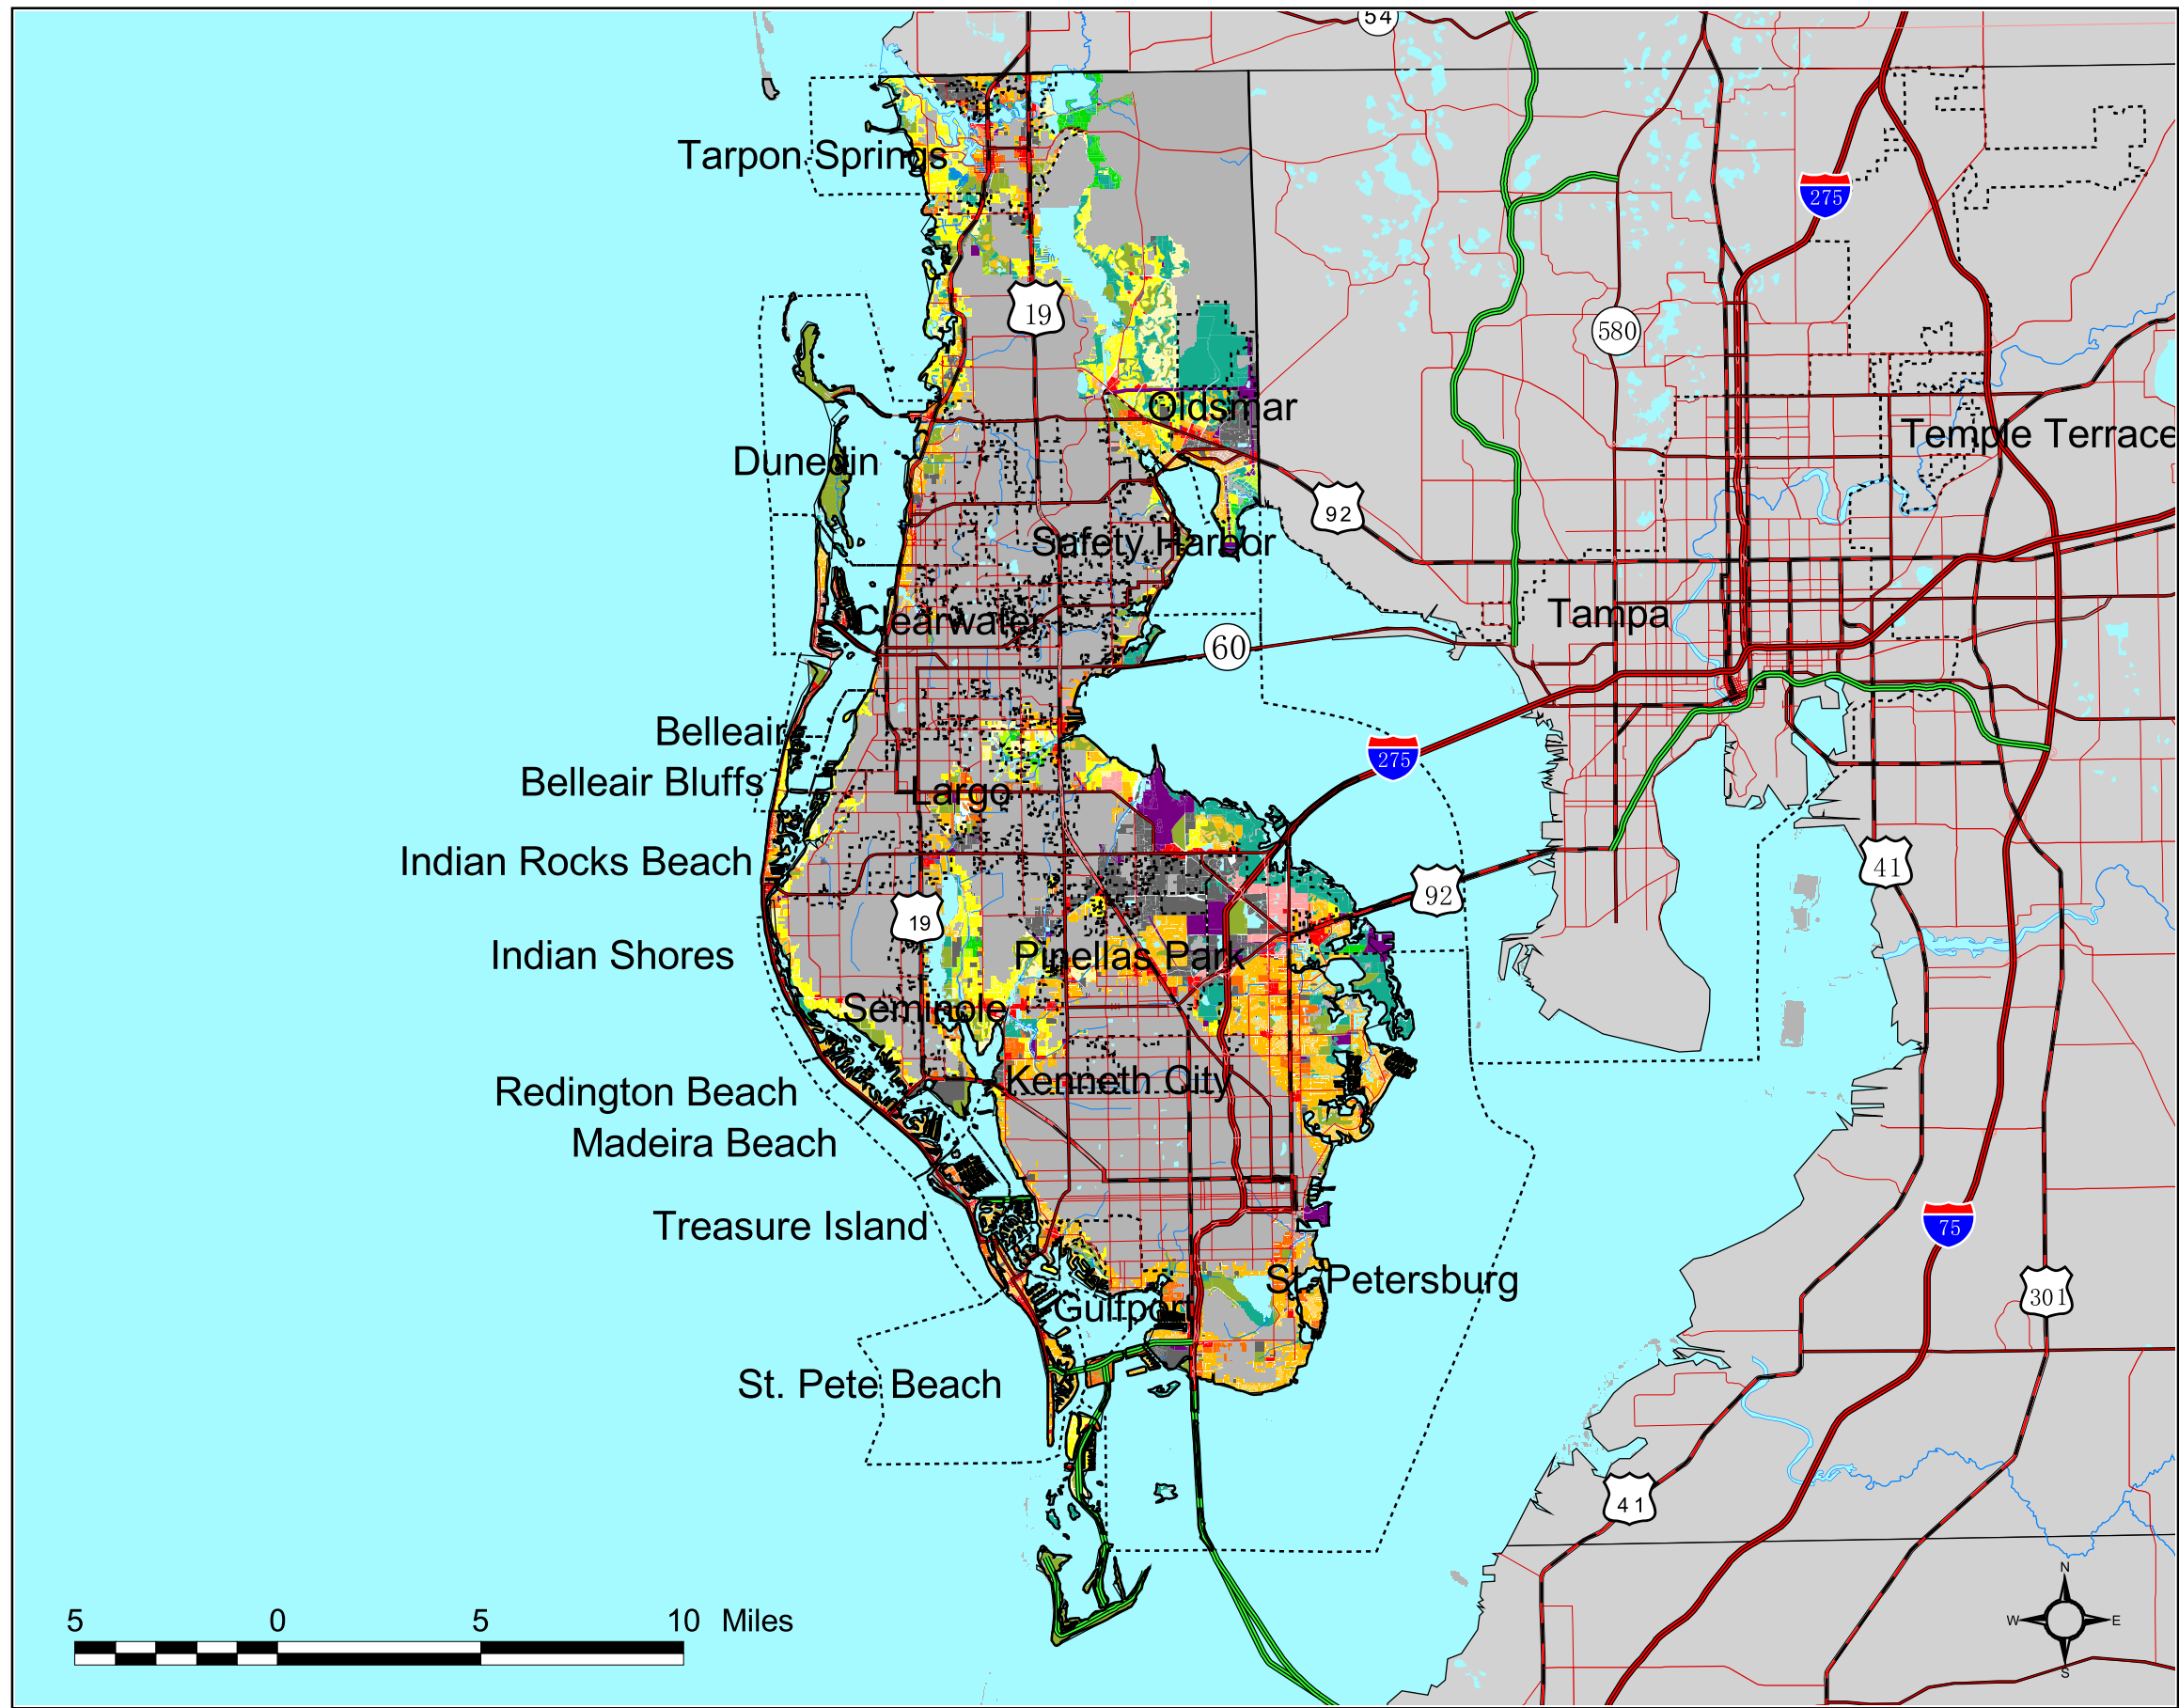 54
Tarpon Springs
275
19
580
Oldsmar
Temple Terrace
Dunedin
92
Safety Harbor
Clearwater
Tampa
60
Belleair
275
Belleair Bluffs
Largo
Indian Rocks Beach
41
92
19
Indian Shores
Pinellas Park
Seminole
Redington Beach
Kenneth City
Madeira Beach
Treasure Island
75
St. Petersburg
301
Gulfport
St. Pete Beach
41
N
W E
S
5 0 5 10 Miles